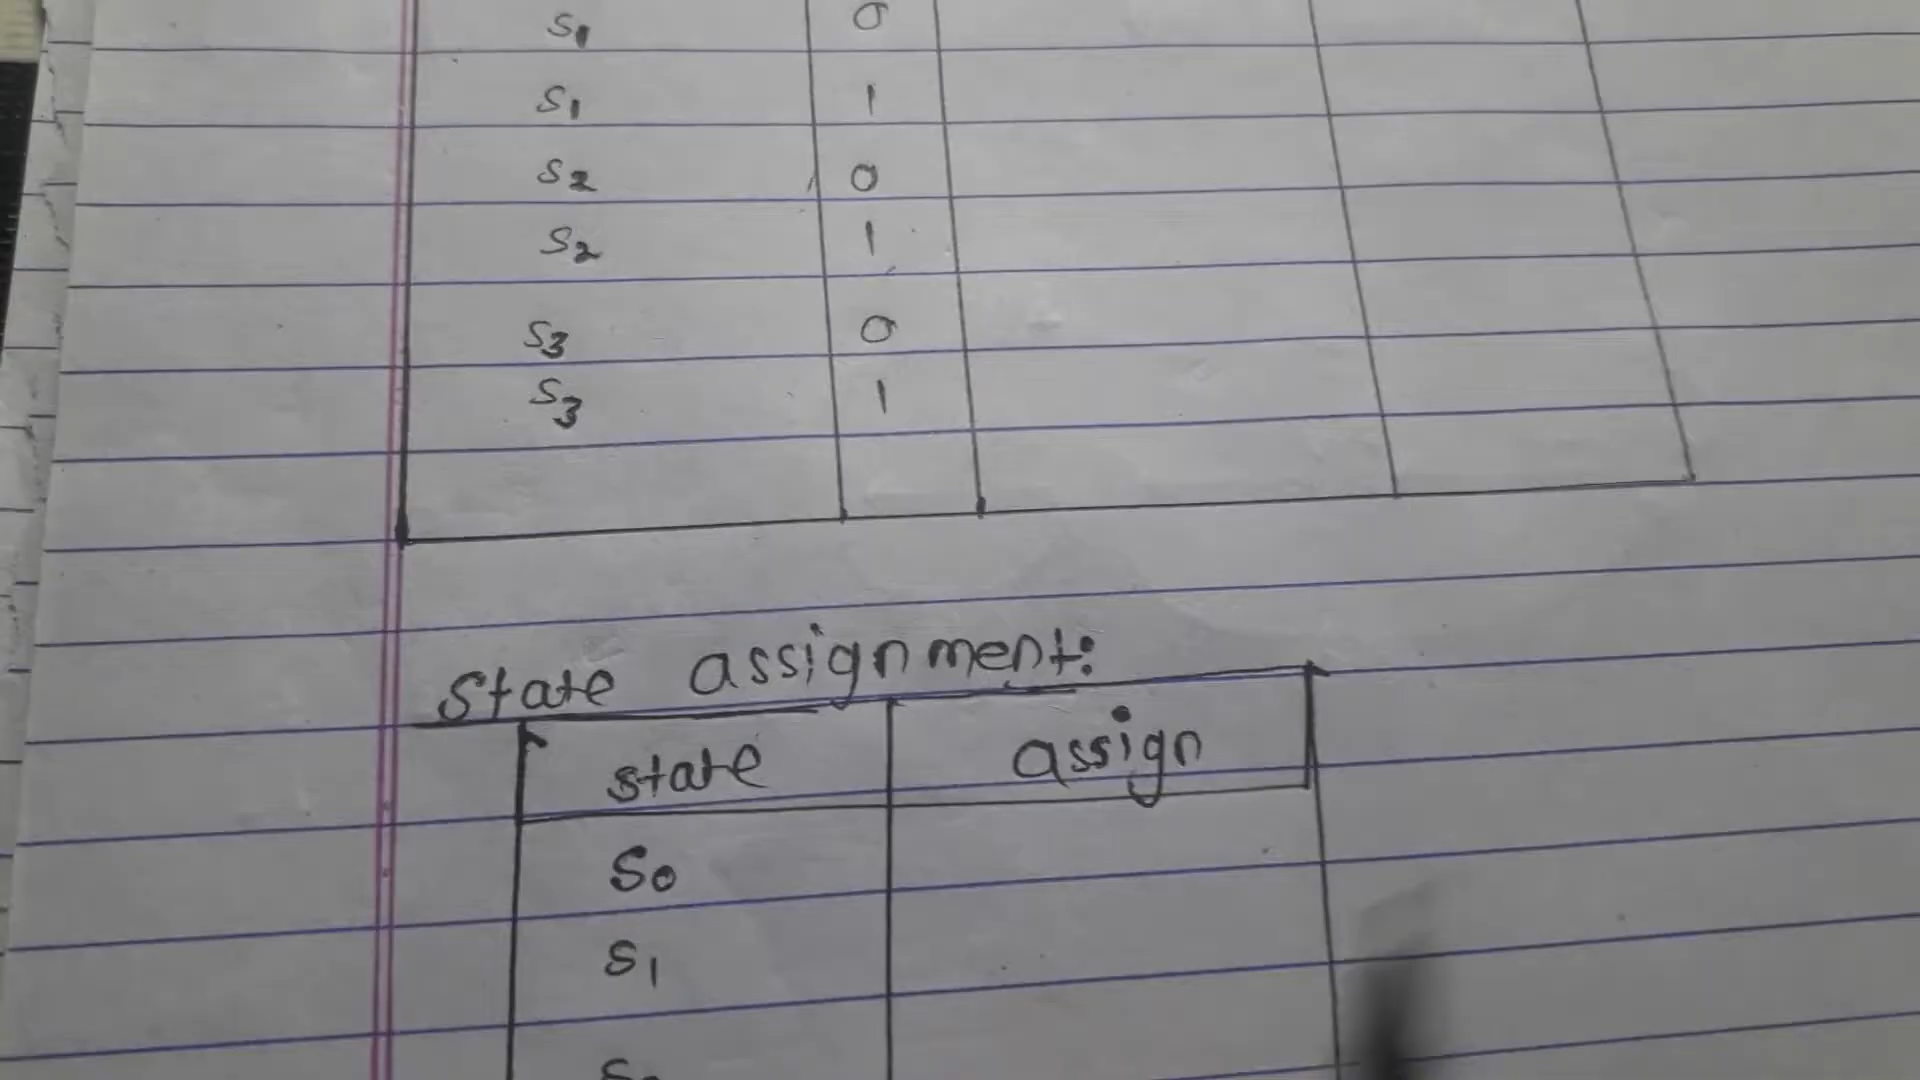 S1 0
S1 1
S2 0
S2 1
S3 0
S3 1
State assignment:
state assign
S0
S1